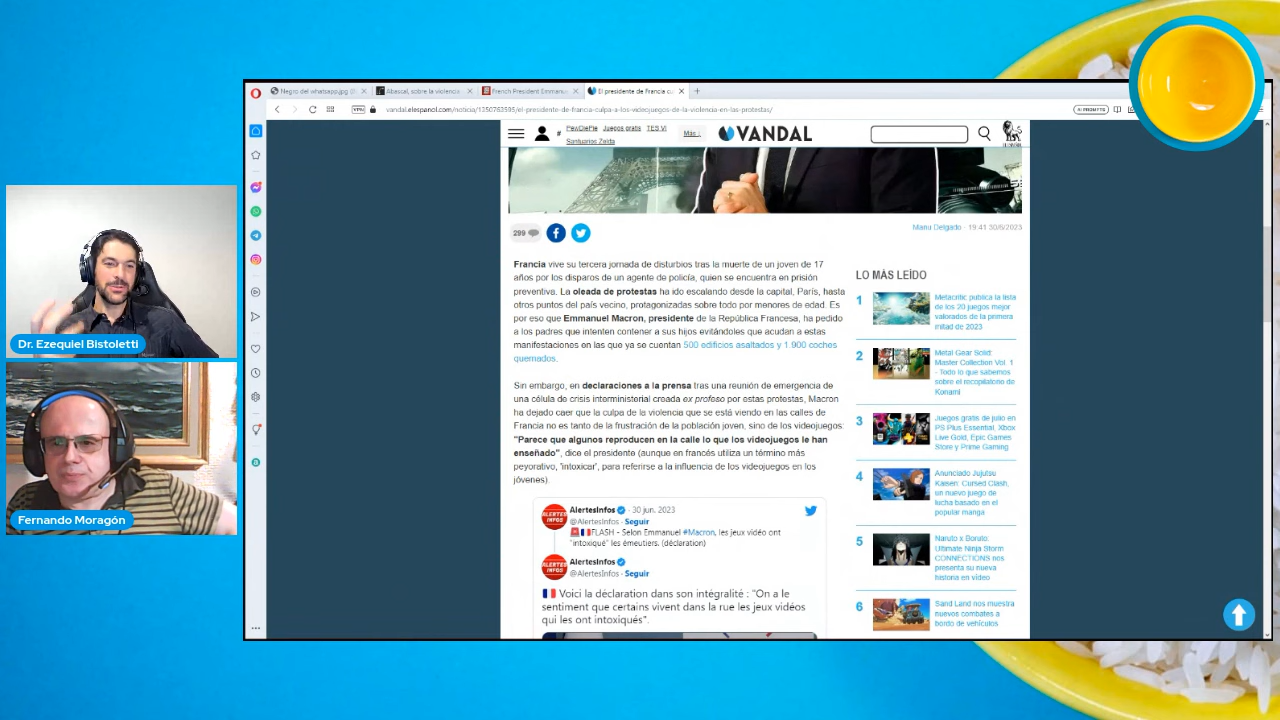 Negro del whatsapp.jpg (
Abascal, sobre la violencia
French President Emmanu
El presidente de Francia cu
VPN
vandal.elespanol.com/noticia/1350763595/el-presidente-de-francia-culpa-a-los-videojuegos-de-la-violencia-en-las-protestas/
AI PROMPTS
# PewDiePie Juegos gratis TES VI
Santuarios Zelda
Más ↓
VANDAL
299
Manu Delgado · 19:41 30/6/2023
Francia vive su tercera jornada de disturbios tras la muerte de un joven de 17
años por los disparos de un agente de policía, quien se encuentra en prisión
preventiva. La oleada de protestas ha ido escalando desde la capital, París, hasta
otros puntos del país vecino, protagonizadas sobre todo por menores de edad. Es
por eso que Emmanuel Macron, presidente de la República Francesa, ha pedido
a los padres que intenten contener a sus hijos evitándoles que acudan a estas
manifestaciones en las que ya se cuentan 500 edificios asaltados y 1.900 coches
quemados.
Sin embargo, en declaraciones a la prensa tras una reunión de emergencia de
una célula de crisis interministerial creada ex profeso por estas protestas, Macron
ha dejado caer que la culpa de la violencia que se está viendo en las calles de
Francia no es tanto de la frustración de la población joven, sino de los videojuegos:
"Parece que algunos reproducen en la calle lo que los videojuegos le han
enseñado", dice el presidente (aunque en francés utiliza un término más
peyorativo, 'intoxicar', para referirse a la influencia de los videojuegos en los
jóvenes).
ALERTES INFOS
AlertesInfos · 30 jun. 2023
@AlertesInfos · Seguir
FLASH - Selon Emmanuel #Macron, les jeux vidéo ont
"intoxiqué" les émeutiers. (déclaration)
ALERTES INFOS
AlertesInfos
@AlertesInfos · Seguir
Voici la déclaration dans son intégralité : "On a le
sentiment que certains vivent dans la rue les jeux vidéos
qui les ont intoxiqués".
LO MÁS LEÍDO
1
Metacritic publica la lista
de los 20 juegos mejor
valorados de la primera
mitad de 2023
2
Metal Gear Solid:
Master Collection Vol. 1
- Todo lo que sabemos
sobre el recopilatorio de
Konami
3
Juegos gratis de julio en
PS Plus Essential, Xbox
Live Gold, Epic Games
Store y Prime Gaming
4
Anunciado Jujutsu
Kaisen: Cursed Clash,
un nuevo juego de
lucha basado en el
popular manga
5
Naruto x Boruto:
Ultimate Ninja Storm
CONNECTIONS nos
presenta su nueva
historia en vídeo
6
Sand Land nos muestra
nuevos combates a
bordo de vehículos
Dr. Ezequiel Bistoletti
Fernando Moragón